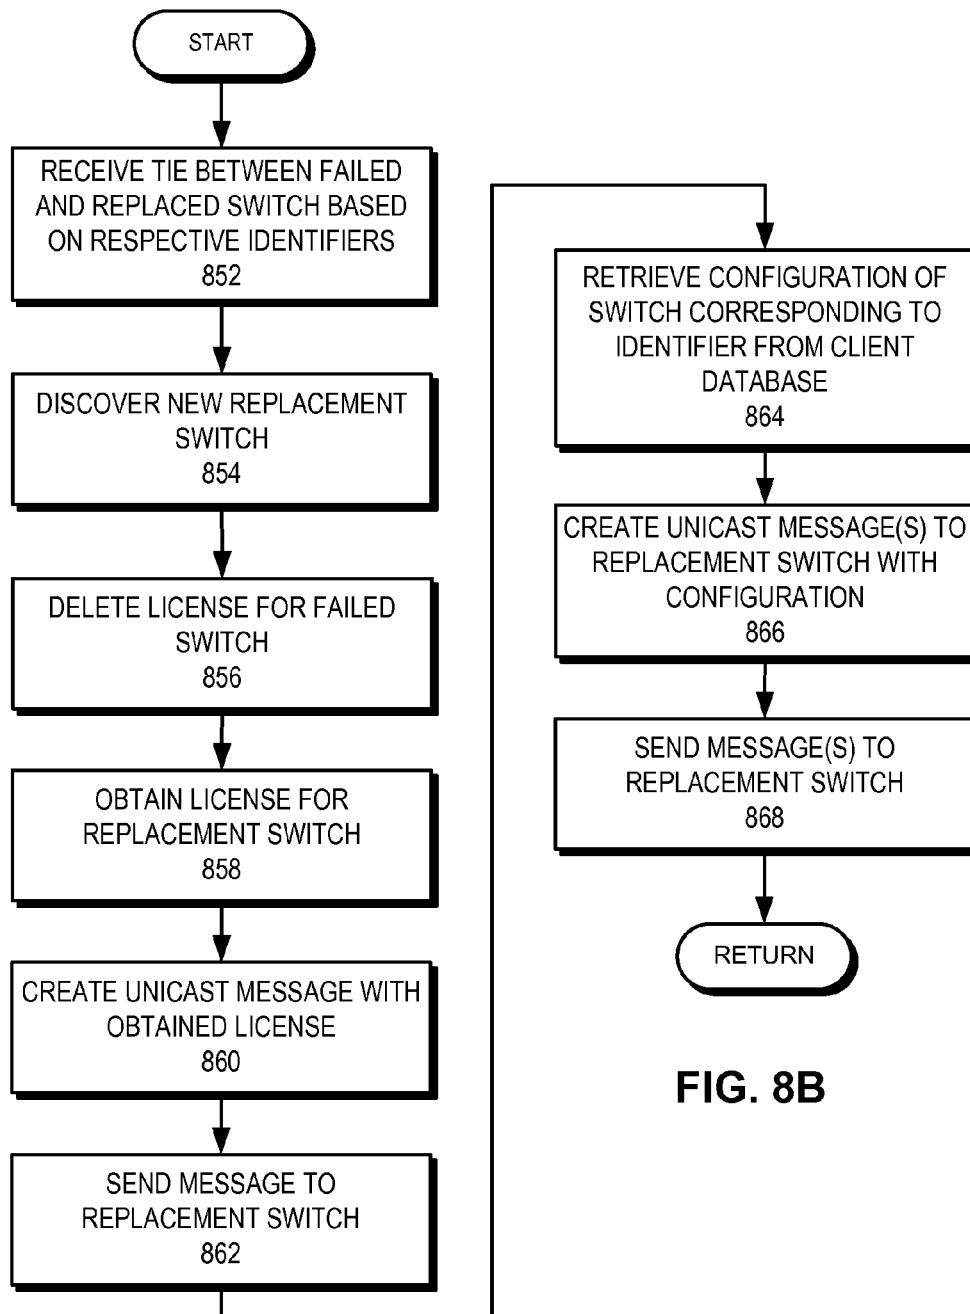 START
RECEIVE TIE BETWEEN FAILED
AND REPLACED SWITCH BASED
ON RESPECTIVE IDENTIFIERS
852
DISCOVER NEW REPLACEMENT
SWITCH
854
DELETE LICENSE FOR FAILED
SWITCH
856
OBTAIN LICENSE FOR
REPLACEMENT SWITCH
858
CREATE UNICAST MESSAGE WITH
OBTAINED LICENSE
860
SEND MESSAGE TO
REPLACEMENT SWITCH
862
RETRIEVE CONFIGURATION OF
SWITCH CORRESPONDING TO
IDENTIFIER FROM CLIENT
DATABASE
864
CREATE UNICAST MESSAGE(S) TO
REPLACEMENT SWITCH WITH
CONFIGURATION
866
SEND MESSAGE(S) TO
REPLACEMENT SWITCH
868
RETURN
FIG. 8B